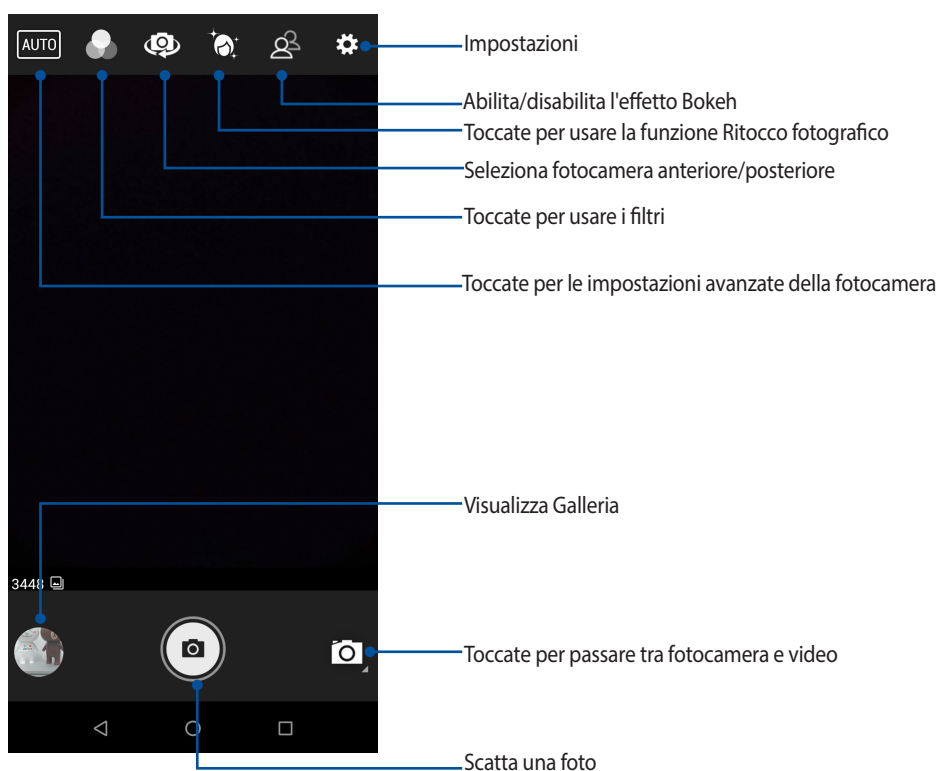 AUTO
Impostazioni
Abilita/disabilita l'effetto Bokeh
Toccate per usare la funzione Ritocco fotografico
Seleziona fotocamera anteriore/posteriore
Toccate per usare i filtri
Toccate per le impostazioni avanzate della fotocamera
Visualizza Galleria
3448
Toccate per passare tra fotocamera e video
Scatta una foto